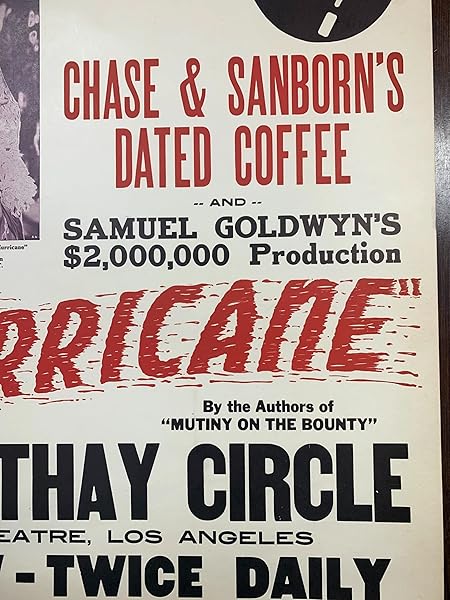 CHASE & SANBORN'S
DATED COFFEE
-- AND --
SAMUEL GOLDWYN'S
$2,000,000 Production
urricane"
RRICANE"
By the Authors of
"MUTINY ON THE BOUNTY"
THAY CIRCLE
EATRE, LOS ANGELES
- TWICE DAILY